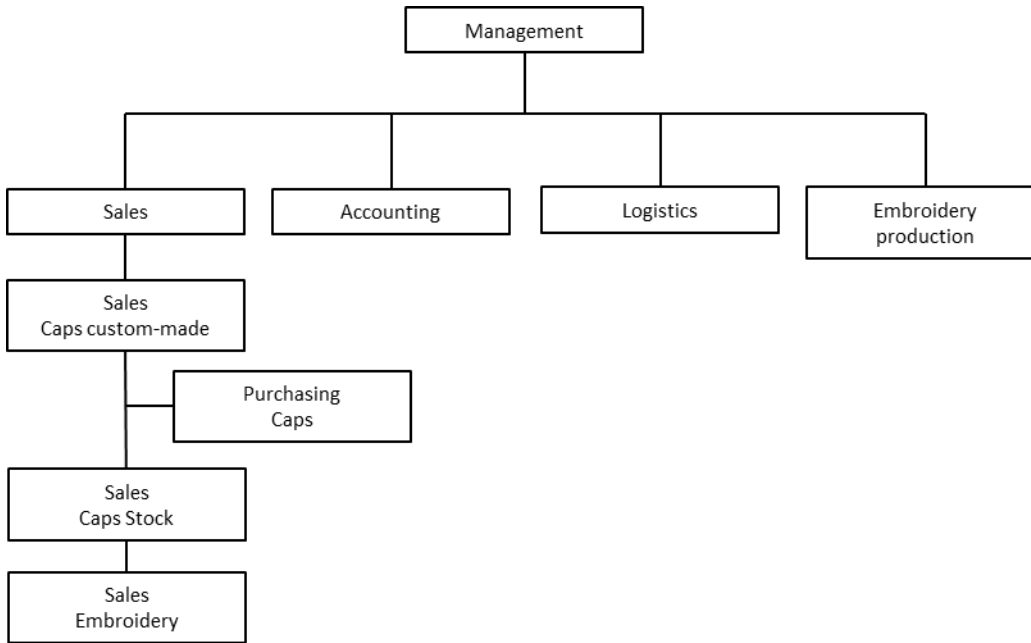 Management
Sales
Accounting
Logistics
Embroidery
production
Sales
Caps custom-made
Purchasing
Caps
Sales
Caps Stock
Sales
Embroidery